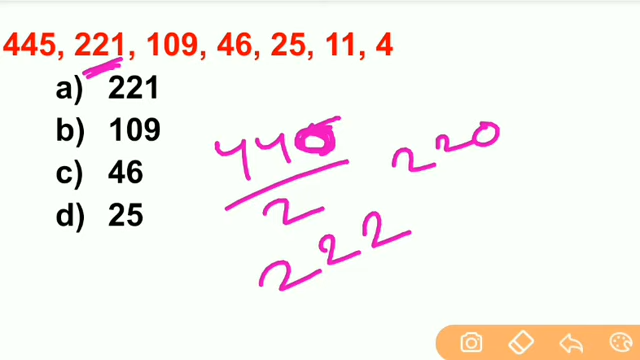 445, 221, 109, 46, 25, 11, 4
a) 221
b) 109
c) 46
d) 25
440
2
220
222